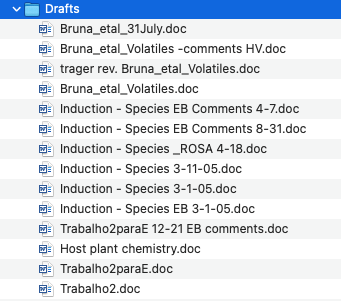 Drafts
Bruna_etal_31July.doc
Bruna_etal_Volatiles -comments HV.doc
trager rev. Bruna_etal_Volatiles.doc
Bruna_etal_Volatiles.doc
Induction - Species EB Comments 4-7.doc
Induction - Species EB Comments 8-31.doc
Induction - Species _ROSA 4-18.doc
Induction - Species 3-11-05.doc
Induction - Species 3-1-05.doc
Induction - Species EB 3-1-05.doc
Trabalho2paraE 12-21 EB comments.doc
Host plant chemistry.doc
Trabalho2paraE.doc
Trabalho2.doc